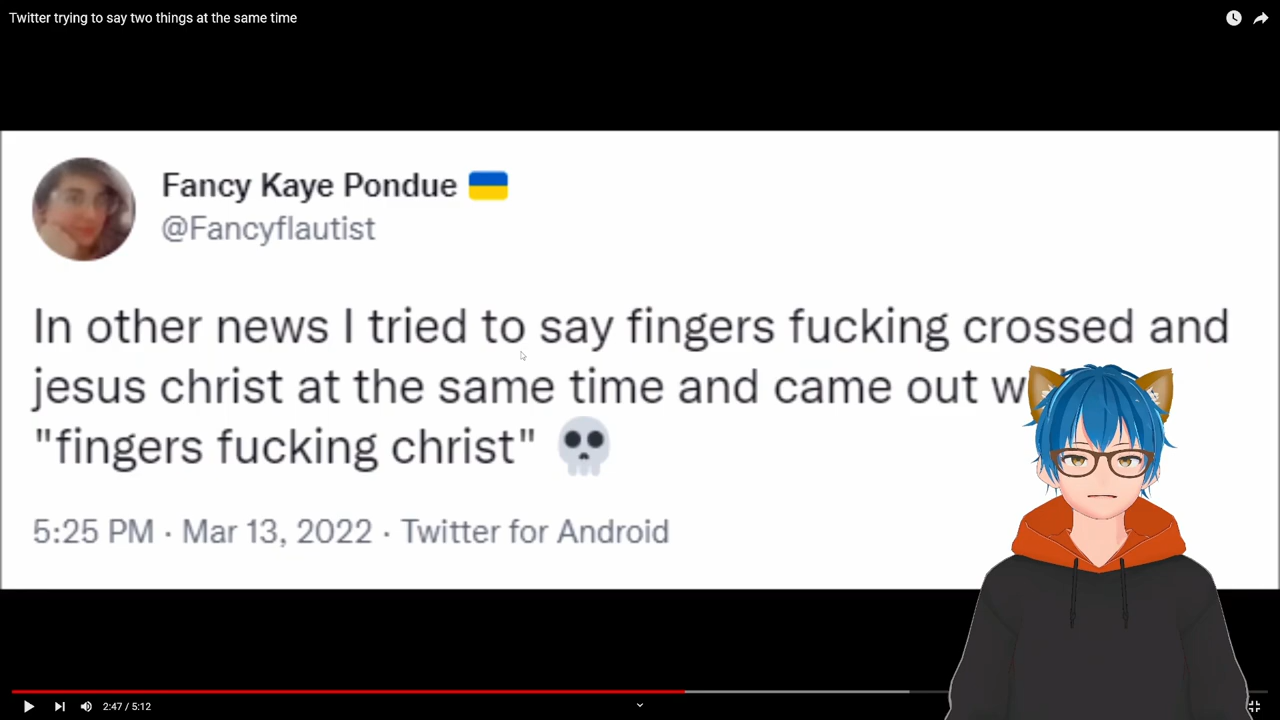 Twitter trying to say two things at the same time
Fancy Kaye Pondue 🇺🇦
@Fancyflautist
In other news I tried to say fingers fucking crossed and
jesus christ at the same time and came out
"fingers fucking christ" 💀
5:25 PM · Mar 13, 2022 · Twitter for Android
2:47 / 5:12